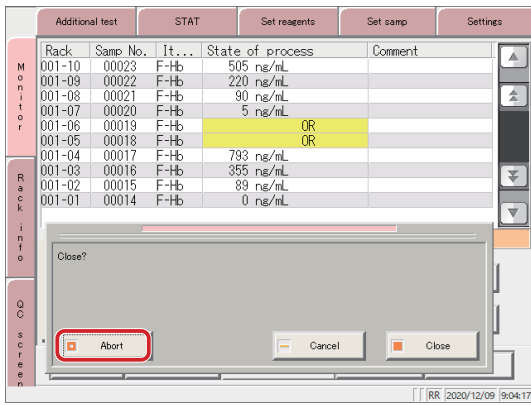 Additional test STAT Set reagents Set samp Settings
Monitor
Rack info
QC screen
Rack Samp No. It... State of process Comment
001-10 00023 F-Hb 505 ng/mL
001-09 00022 F-Hb 220 ng/mL
001-08 00021 F-Hb 90 ng/mL
001-07 00020 F-Hb 5 ng/mL
001-06 00019 F-Hb OR
001-05 00018 F-Hb OR
001-04 00017 F-Hb 793 ng/mL
001-03 00016 F-Hb 355 ng/mL
001-02 00015 F-Hb 89 ng/mL
001-01 00014 F-Hb 0 ng/mL
Close?
Abort Cancel Close
RR 2020/12/09 9:04:17